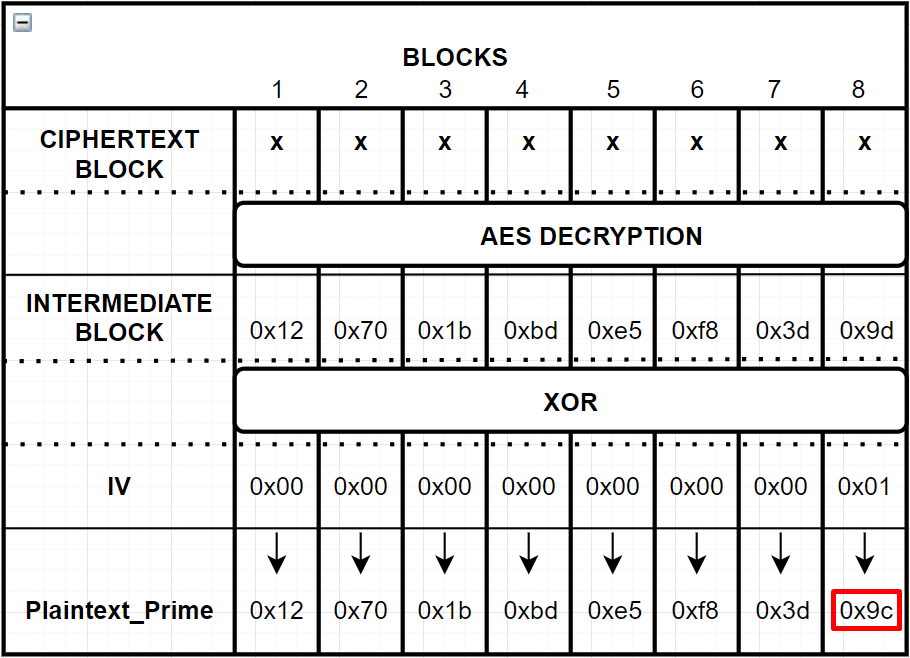 BLOCKS
1 2 3 4 5 6 7 8
CIPHERTEXT x x x x x x x x
BLOCK
AES DECRYPTION
INTERMEDIATE
BLOCK 0x12 0x70 0x1b 0xbd 0xe5 0xf8 0x3d 0x9d
XOR
IV 0x00 0x00 0x00 0x00 0x00 0x00 0x00 0x01
Plaintext_Prime 0x12 0x70 0x1b 0xbd 0xe5 0xf8 0x3d 0x9c